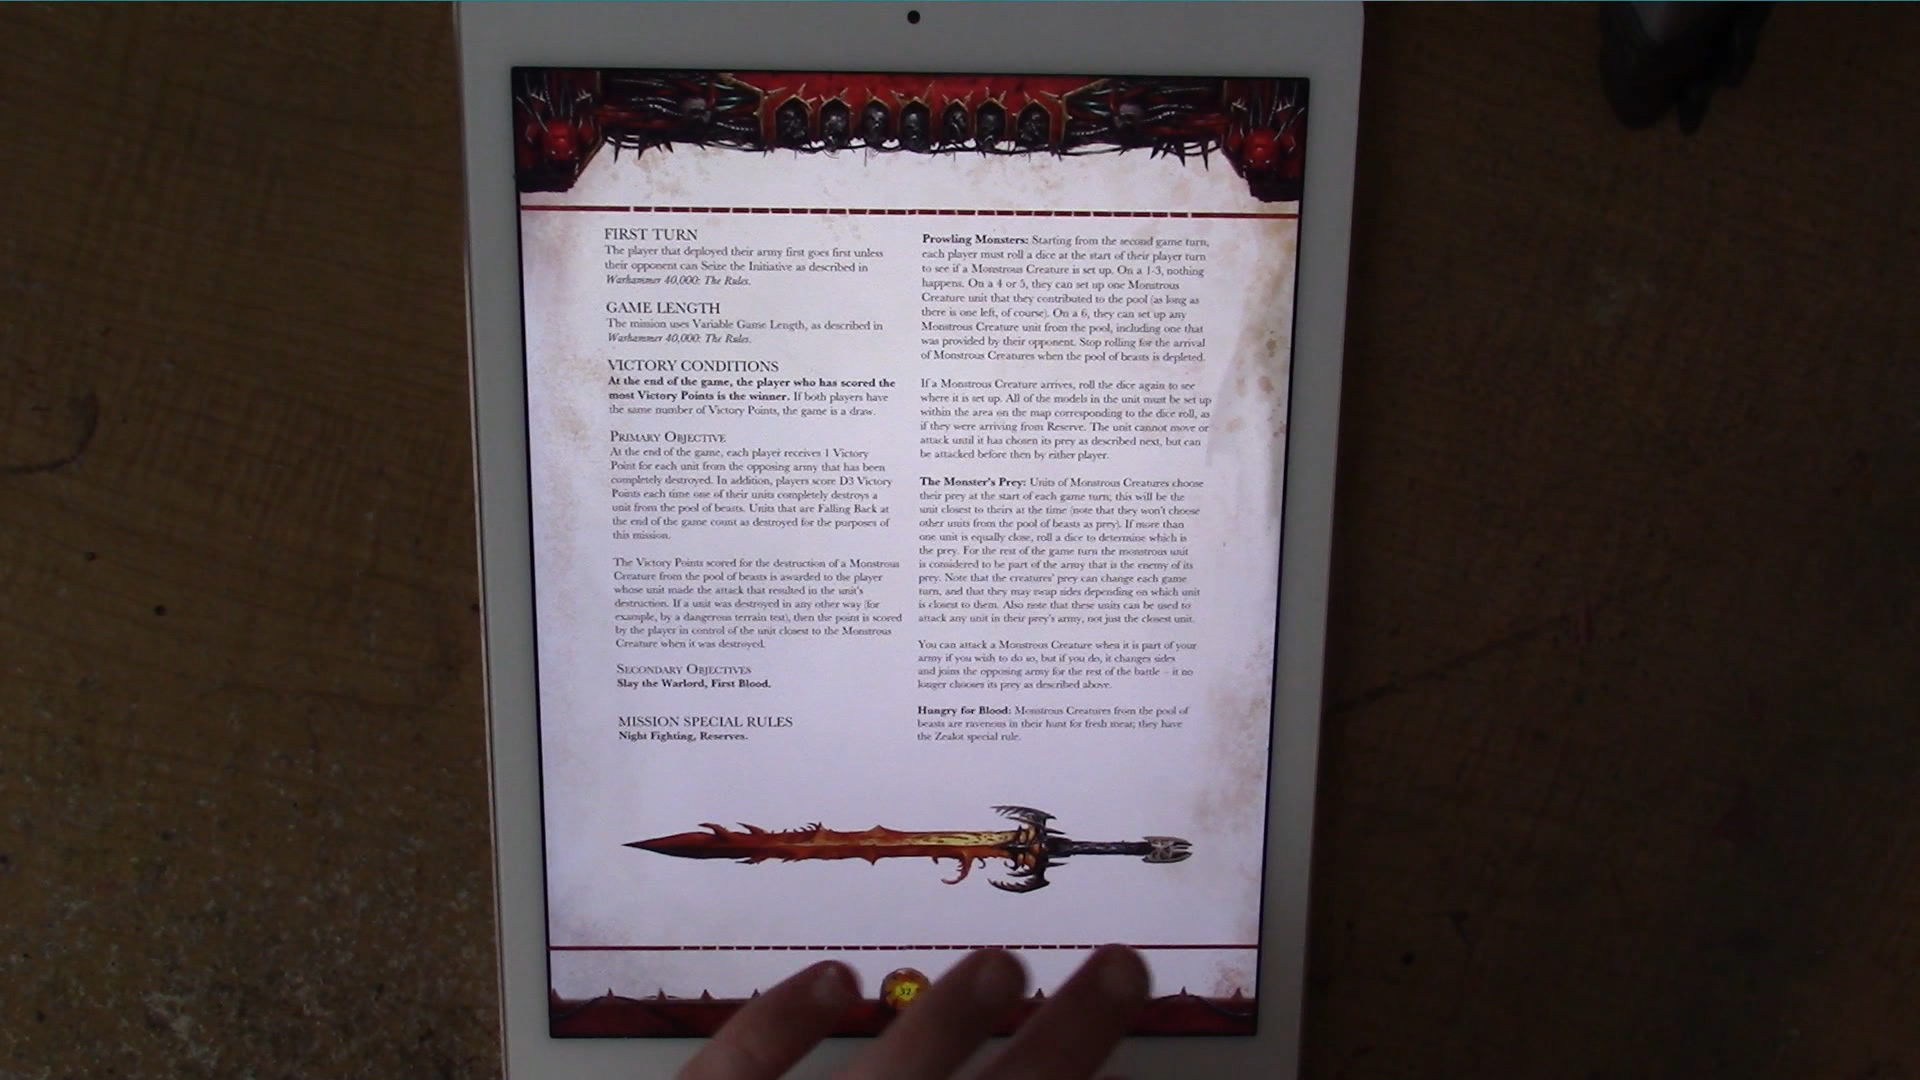 FIRST TURN
The player that deployed their army first goes first unless
their opponent can Seize the Initiative as described in
Warhammer 40,000: The Rules.
GAME LENGTH
The mission uses Variable Game Length, as described in
Warhammer 40,000: The Rules.
VICTORY CONDITIONS
At the end of the game, the player who has scored the
most Victory Points is the winner. If both players have
the same number of Victory Points, the game is a draw.
PRIMARY OBJECTIVE
At the end of the game, each player receives 1 Victory
Point for each unit from the opposing army that has been
completely destroyed. In addition, players score D3 Victory
Points each time one of their units completely destroys a
unit from the pool of beasts. Units that are Falling Back at
the end of the game count as destroyed for the purposes of
this mission.
The Victory Points scored for the destruction of a Monstrous
Creature from the pool of beasts is awarded to the player
whose unit made the attack that resulted in the unit's
destruction. If a unit was destroyed in any other way (for
example, by a dangerous terrain test), then the point is scored
by the player in control of the unit closest to the Monstrous
Creature when it was destroyed.
SECONDARY OBJECTIVES
Slay the Warlord, First Blood.
MISSION SPECIAL RULES
Night Fighting, Reserves.
Prowling Monsters: Starting from the second game turn,
each player must roll a dice at the start of their player turn
to see if a Monstrous Creature is set up. On a 1-3, nothing
happens. On a 4 or 5, they can set up one Monstrous
Creature unit that they contributed to the pool (as long as
there is one left, of course). On a 6, they can set up any
Monstrous Creature unit from the pool, including one that
was provided by their opponent. Stop rolling for the arrival
of Monstrous Creatures when the pool of beasts is depleted.
If a Monstrous Creature arrives, roll the dice again to see
where it is set up. All of the models in the unit must be set up
within the area on the map corresponding to the dice roll, as
if they were arriving from Reserve. The unit cannot move or
attack until it has chosen its prey as described next, but can
be attacked before then by either player.
The Monster's Prey: Units of Monstrous Creatures choose
their prey at the start of each game turn; this will be the
unit closest to theirs at the time (note that they won't choose
other units from the pool of beasts as prey). If more than
one unit is equally close, roll a dice to determine which is
the prey. For the rest of the game turn the monstrous unit
is considered to be part of the army that is the enemy of its
prey. Note that the creatures' prey can change each game
turn, and that they may swap sides depending on which unit
is closest to them. Also note that these units can be used to
attack any unit in their prey's army, not just the closest unit.
You can attack a Monstrous Creature when it is part of your
army if you wish to do so, but if you do, it changes sides
and joins the opposing army for the rest of the battle – it no
longer chooses its prey as described above.
Hungry for Blood: Monstrous Creatures from the pool of
beasts are ravenous in their hunt for fresh meat; they have
the Zealot special rule.
32